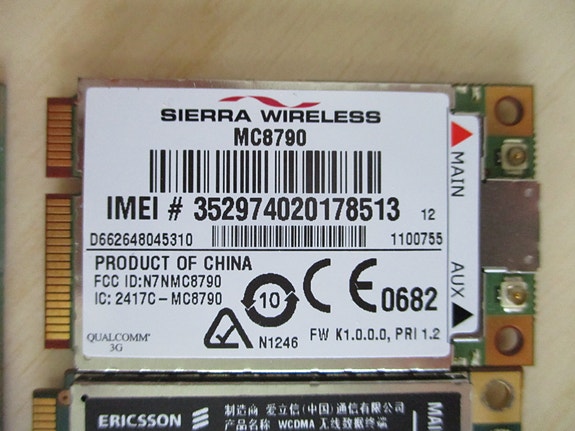 SIERRA WIRELESS
MC8790
IMEI # 352974020178513 12
D662648045310 1100755
PRODUCT OF CHINA
FCC ID:N7NMC8790
IC: 2417C-MC8790
10
CE 0682
N1246
FW K1.0.0.0, PRI 1.2
QUALCOMM
3G
MAIN
AUX
ERICSSON
制造商 爱立信(中国)通信有限公司
产品名称 WCDMA 无线数据终端
MAI